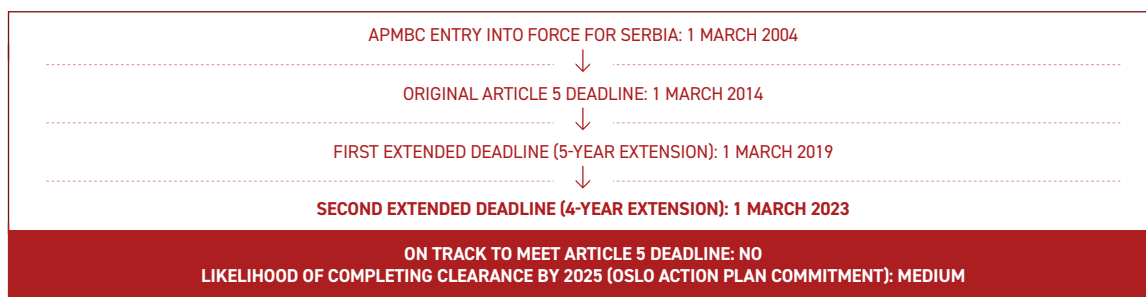 APMBC ENTRY INTO FORCE FOR SERBIA: 1 MARCH 2004
ORIGINAL ARTICLE 5 DEADLINE: 1 MARCH 2014
FIRST EXTENDED DEADLINE (5-YEAR EXTENSION): 1 MARCH 2019
SECOND EXTENDED DEADLINE (4-YEAR EXTENSION): 1 MARCH 2023
ON TRACK TO MEET ARTICLE 5 DEADLINE: NO
LIKELIHOOD OF COMPLETING CLEARANCE BY 2025 (OSLO ACTION PLAN COMMITMENT): MEDIUM